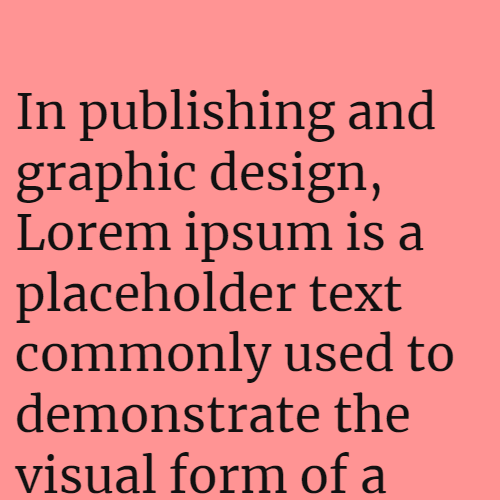 In publishing and
graphic design,
Lorem ipsum is a
placeholder text
commonly used to
demonstrate the
visual form of a